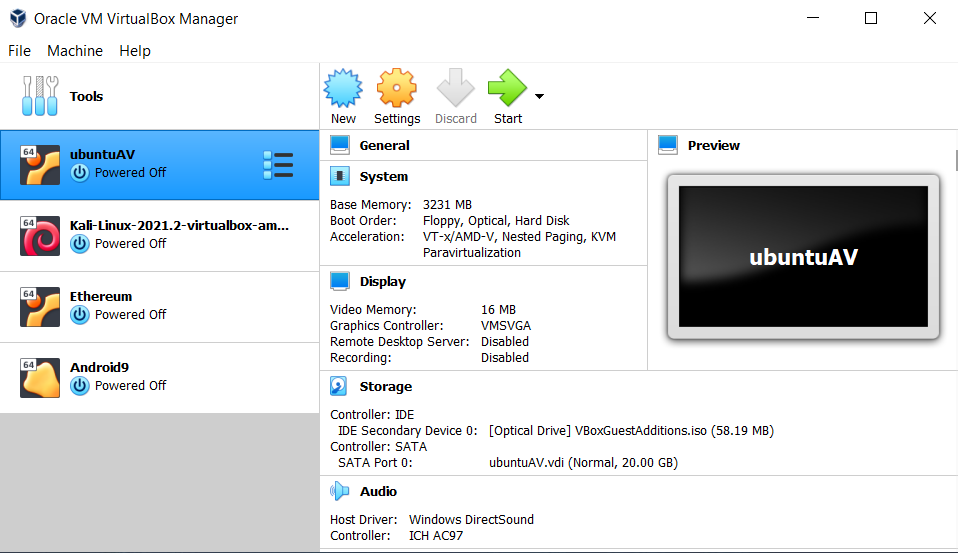 Oracle VM VirtualBox Manager
File Machine Help
Tools
New Settings Discard Start
64
ubuntuAV
Powered Off
64
Kali-Linux-2021.2-virtualbox-am...
Powered Off
64
Ethereum
Powered Off
64
Android9
Powered Off
General
System
Base Memory: 3231 MB
Boot Order: Floppy, Optical, Hard Disk
Acceleration: VT-x/AMD-V, Nested Paging, KVM
Paravirtualization
Display
Video Memory: 16 MB
Graphics Controller: VMSVGA
Remote Desktop Server: Disabled
Recording: Disabled
Preview
ubuntuAV
Storage
Controller: IDE
IDE Secondary Device 0: [Optical Drive] VBoxGuestAdditions.iso (58.19 MB)
Controller: SATA
SATA Port 0: ubuntuAV.vdi (Normal, 20.00 GB)
Audio
Host Driver: Windows DirectSound
Controller: ICH AC97